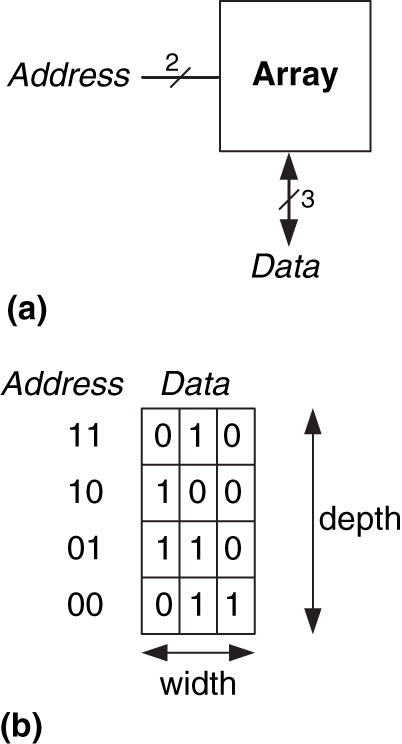 Address 2 Array
3
Data
(a)
Address Data
11 0 1 0
10 1 0 0
01 1 1 0
depth
00 0 1 1
width
(b)